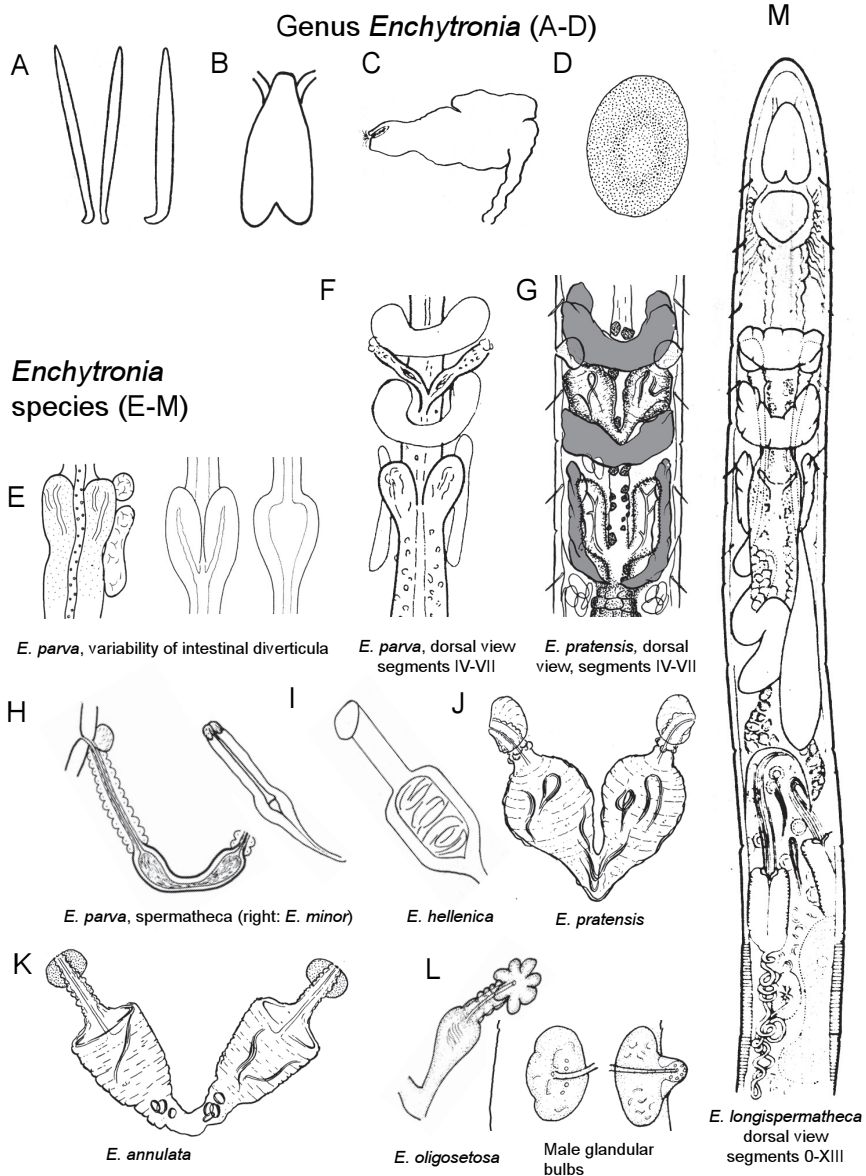 Genus Enchytronia (A-D)
M
A
B
C
D
F
G
Enchytronia
species (E-M)
E
E. parva, variability of intestinal diverticula
E. parva, dorsal view
segments IV-VII
E. pratensis, dorsal
view, segments IV-VII
H
I
J
E. parva, spermatheca (right: E. minor)
E. hellenica
E. pratensis
K
L
E. annulata
E. oligosetosa
Male glandular
bulbs
E. longispermatheca
dorsal view
segments 0-XIII